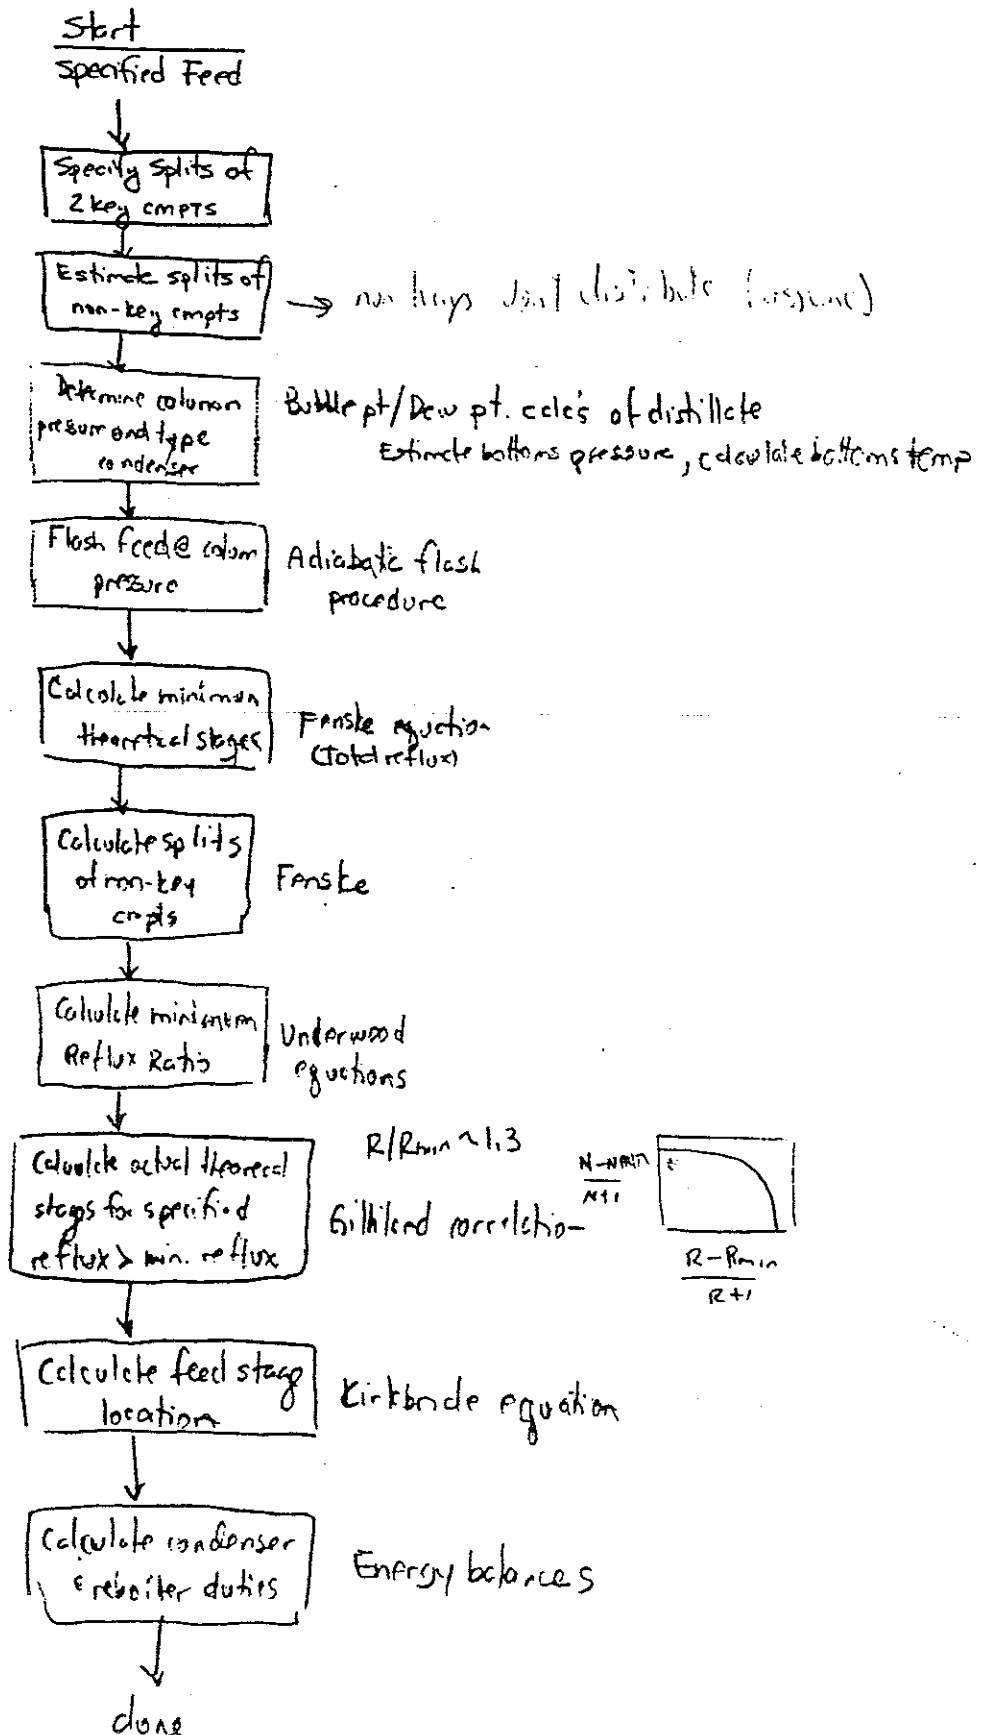 Start
Specified Feed
Specify splits of
2 key cmpts
Estimate splits of
non-key cmpts
non keys don't distribute (assume)
Determine column
pressure and type
condenser
Bubble pt/Dew pt. calc's of distillate
Estimate bottoms pressure, calculate bottoms temp
Flash feed @ colum
pressure
Adiabatic flash
procedure
Calculate minimum
theoretical stages
Fenske equation
(Total reflux)
Calculate splits
of non-key
cmpts
Fenske
Calculate minimum
Reflux Ratio
Underwood
equations
Calculate actual theoretical
stages for specified
reflux > min. reflux
R/Rmin ~ 1.3
Gilliland correlation
N-Nmin
N+1
R-Rmin
R+1
Calculate feed stage
location
Kirkbride equation
Calculate condenser
& reboiler duties
Energy balances
done